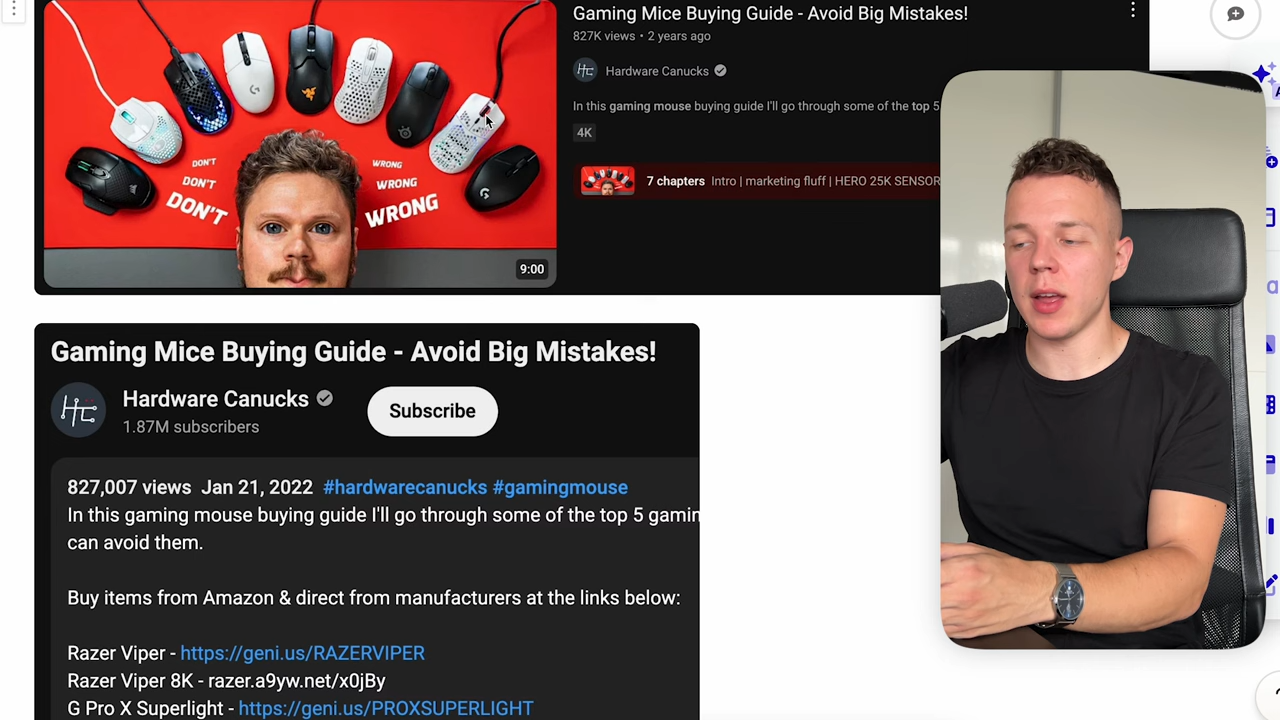 Gaming Mice Buying Guide - Avoid Big Mistakes!
827K views • 2 years ago
Hardware Canucks
In this gaming mouse buying guide I'll go through some of the top 5
4K
7 chapters Intro | marketing fluff | HERO 25K SENSOR
DON'T
DON'T
DON'T
WRONG
WRONG
WRONG
9:00
Gaming Mice Buying Guide - Avoid Big Mistakes!
Hardware Canucks
1.87M subscribers
Subscribe
827,007 views Jan 21, 2022 #hardwarecanucks #gamingmouse
In this gaming mouse buying guide I'll go through some of the top 5 gamin
can avoid them.
Buy items from Amazon & direct from manufacturers at the links below:
Razer Viper - https://geni.us/RAZERVIPER
Razer Viper 8K - razer.a9yw.net/x0jBy
G Pro X Superlight - https://geni.us/PROXSUPERLIGHT